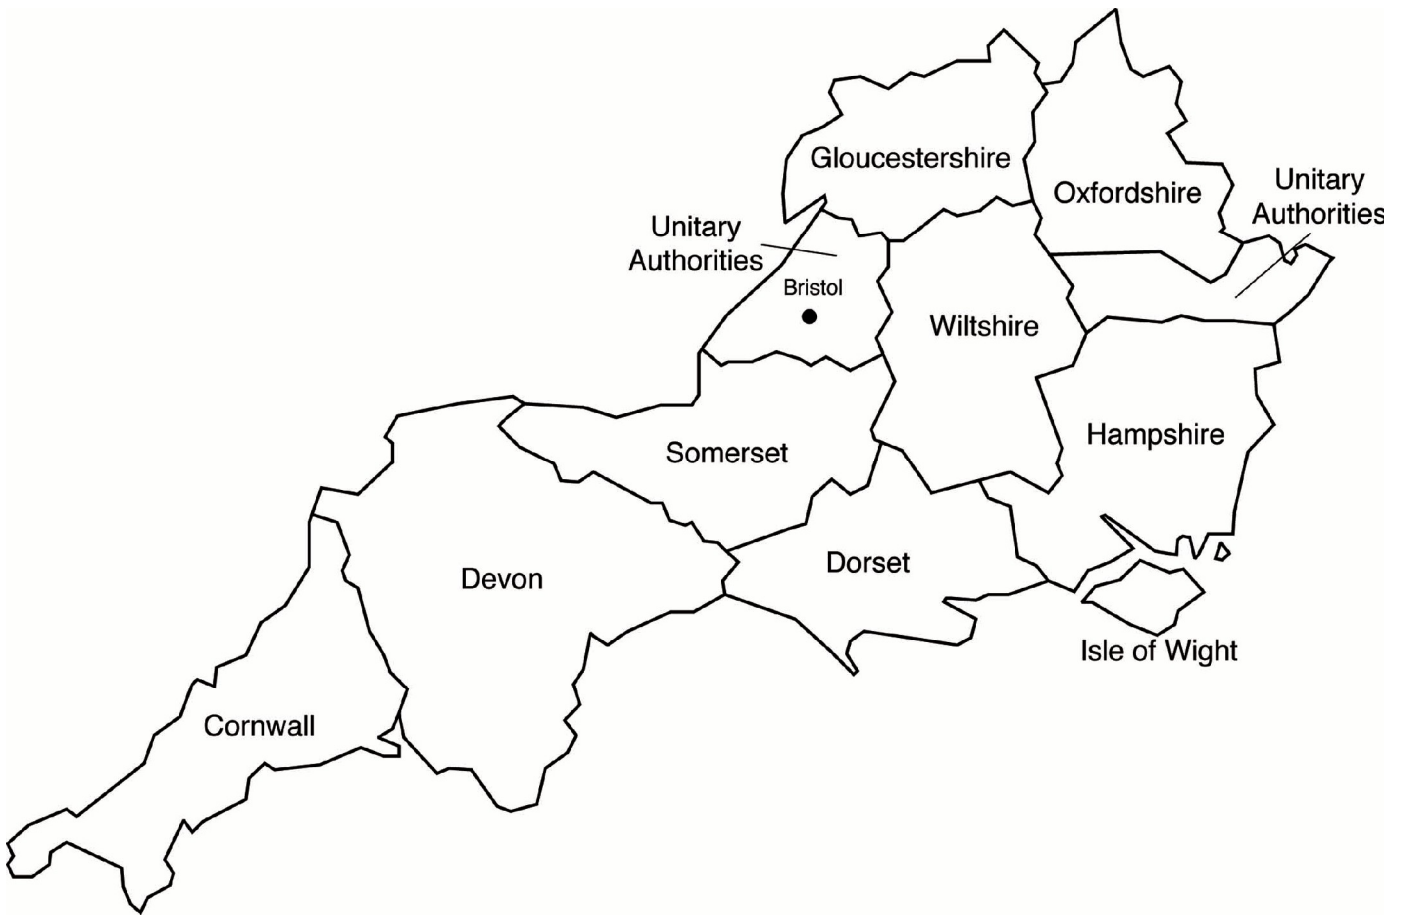 Gloucestershire
Oxfordshire
Unitary
Authorities
Unitary
Authorities
Bristol
Wiltshire
Hampshire
Somerset
Dorset
Devon
Isle of Wight
Cornwall